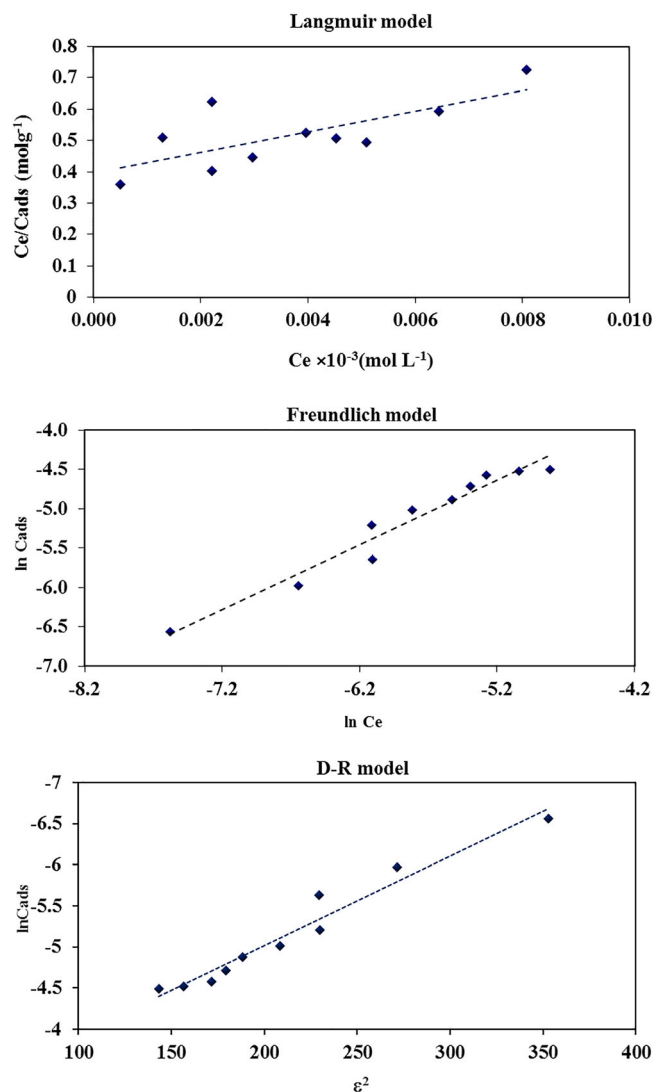 Langmuir model
0.8
0.7
0.6
0.5
0.4
0.3
0.2
0.1
0
Ce/Cads (molg-1)
0.000 0.002 0.004 0.006 0.008 0.010
Ce ×10-3(mol L-1)
Freundlich model
-4.0
-4.5
-5.0
-5.5
-6.0
-6.5
-7.0
ln Cads
-8.2 -7.2 -6.2 -5.2 -4.2
ln Ce
D-R model
-7
-6.5
-6
-5.5
-5
-4.5
-4
lnCads
100 150 200 250 300 350 400
ε2